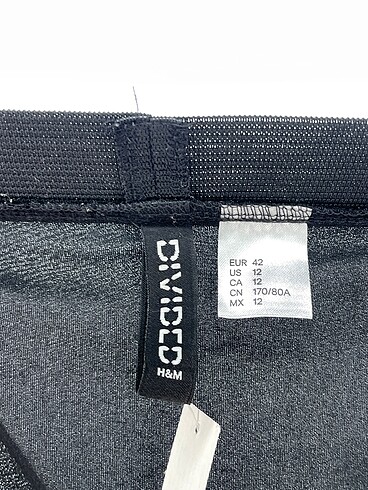 DIVIDED
H&M
EUR 42
US 12
CA 12
CN 170/80A
MX 12